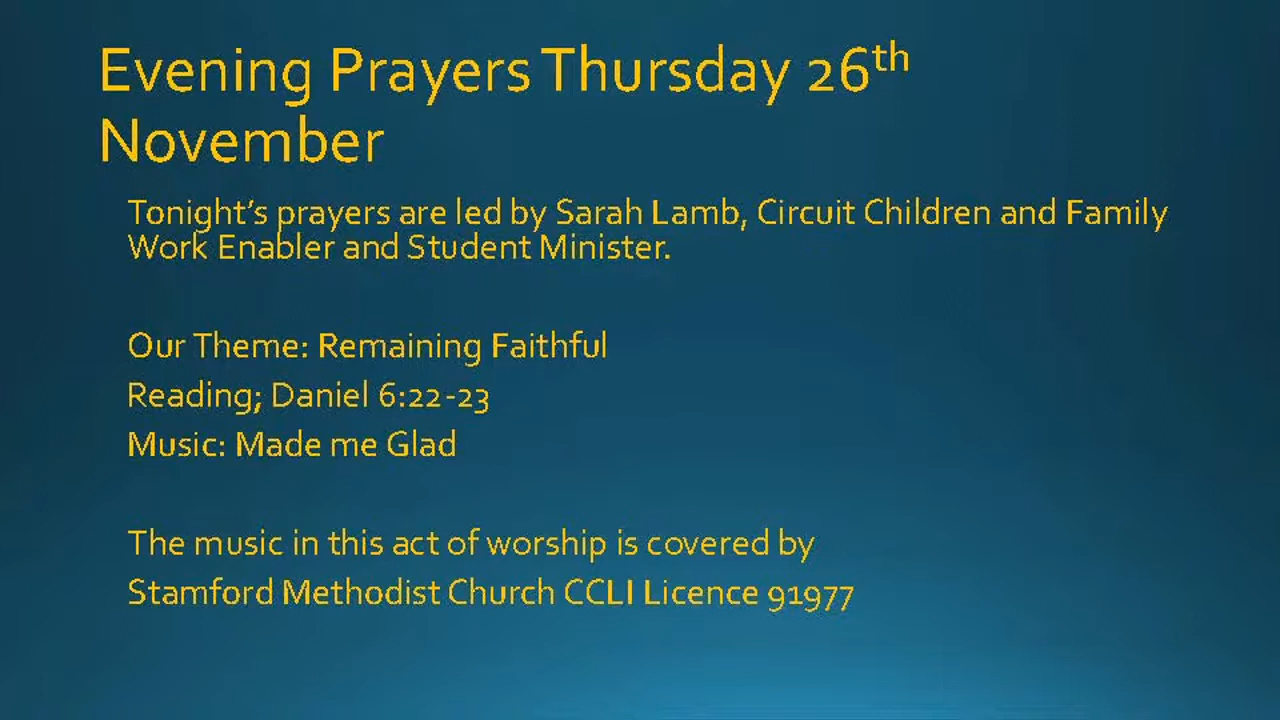 Evening Prayers Thursday 26th
November
Tonight's prayers are led by Sarah Lamb, Circuit Children and Family
Work Enabler and Student Minister.
Our Theme: Remaining Faithful
Reading; Daniel 6:22-23
Music: Made me Glad
The music in this act of worship is covered by
Stamford Methodist Church CCLI Licence 91977